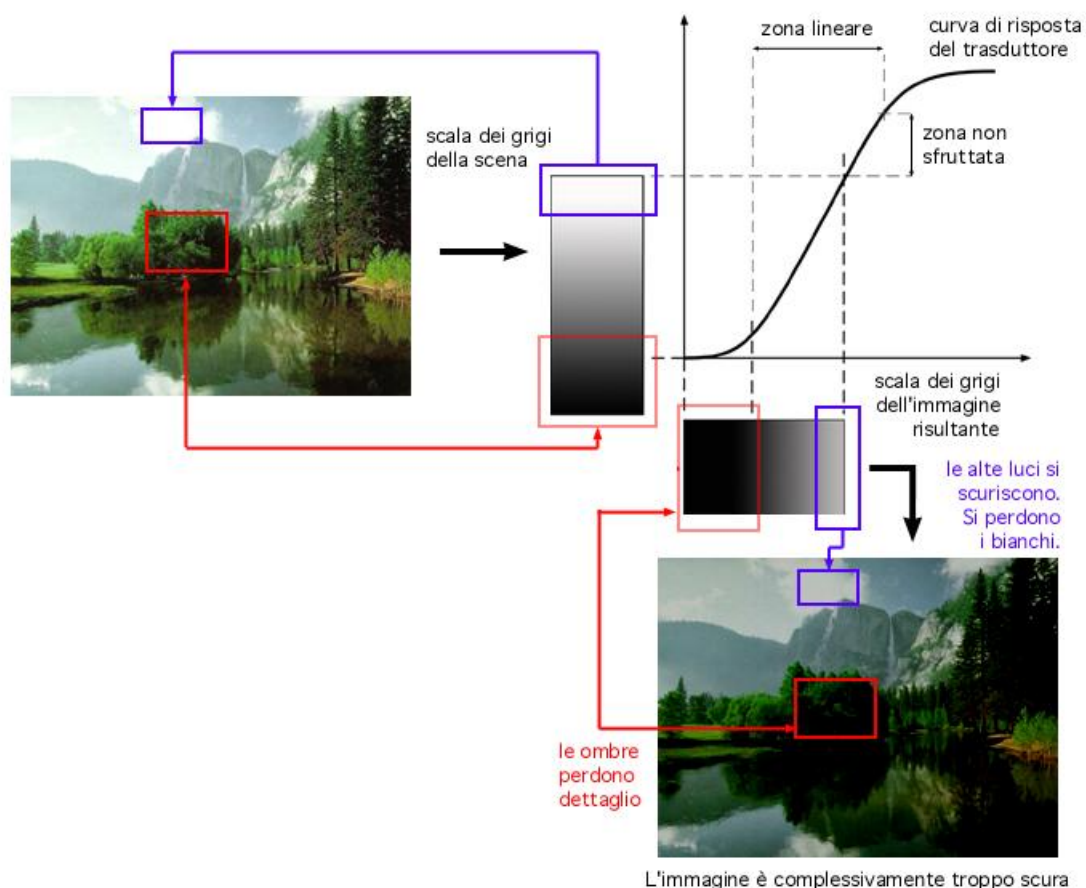 zona lineare
curva di risposta
del trasduttore
scala dei grigi
della scena
zona non
sfruttata
scala dei grigi
dell'immagine
risultante
le alte luci si
scuriscono.
Si perdono
i bianchi.
le ombre
perdono
dettaglio
L'immagine è complessivamente troppo scura